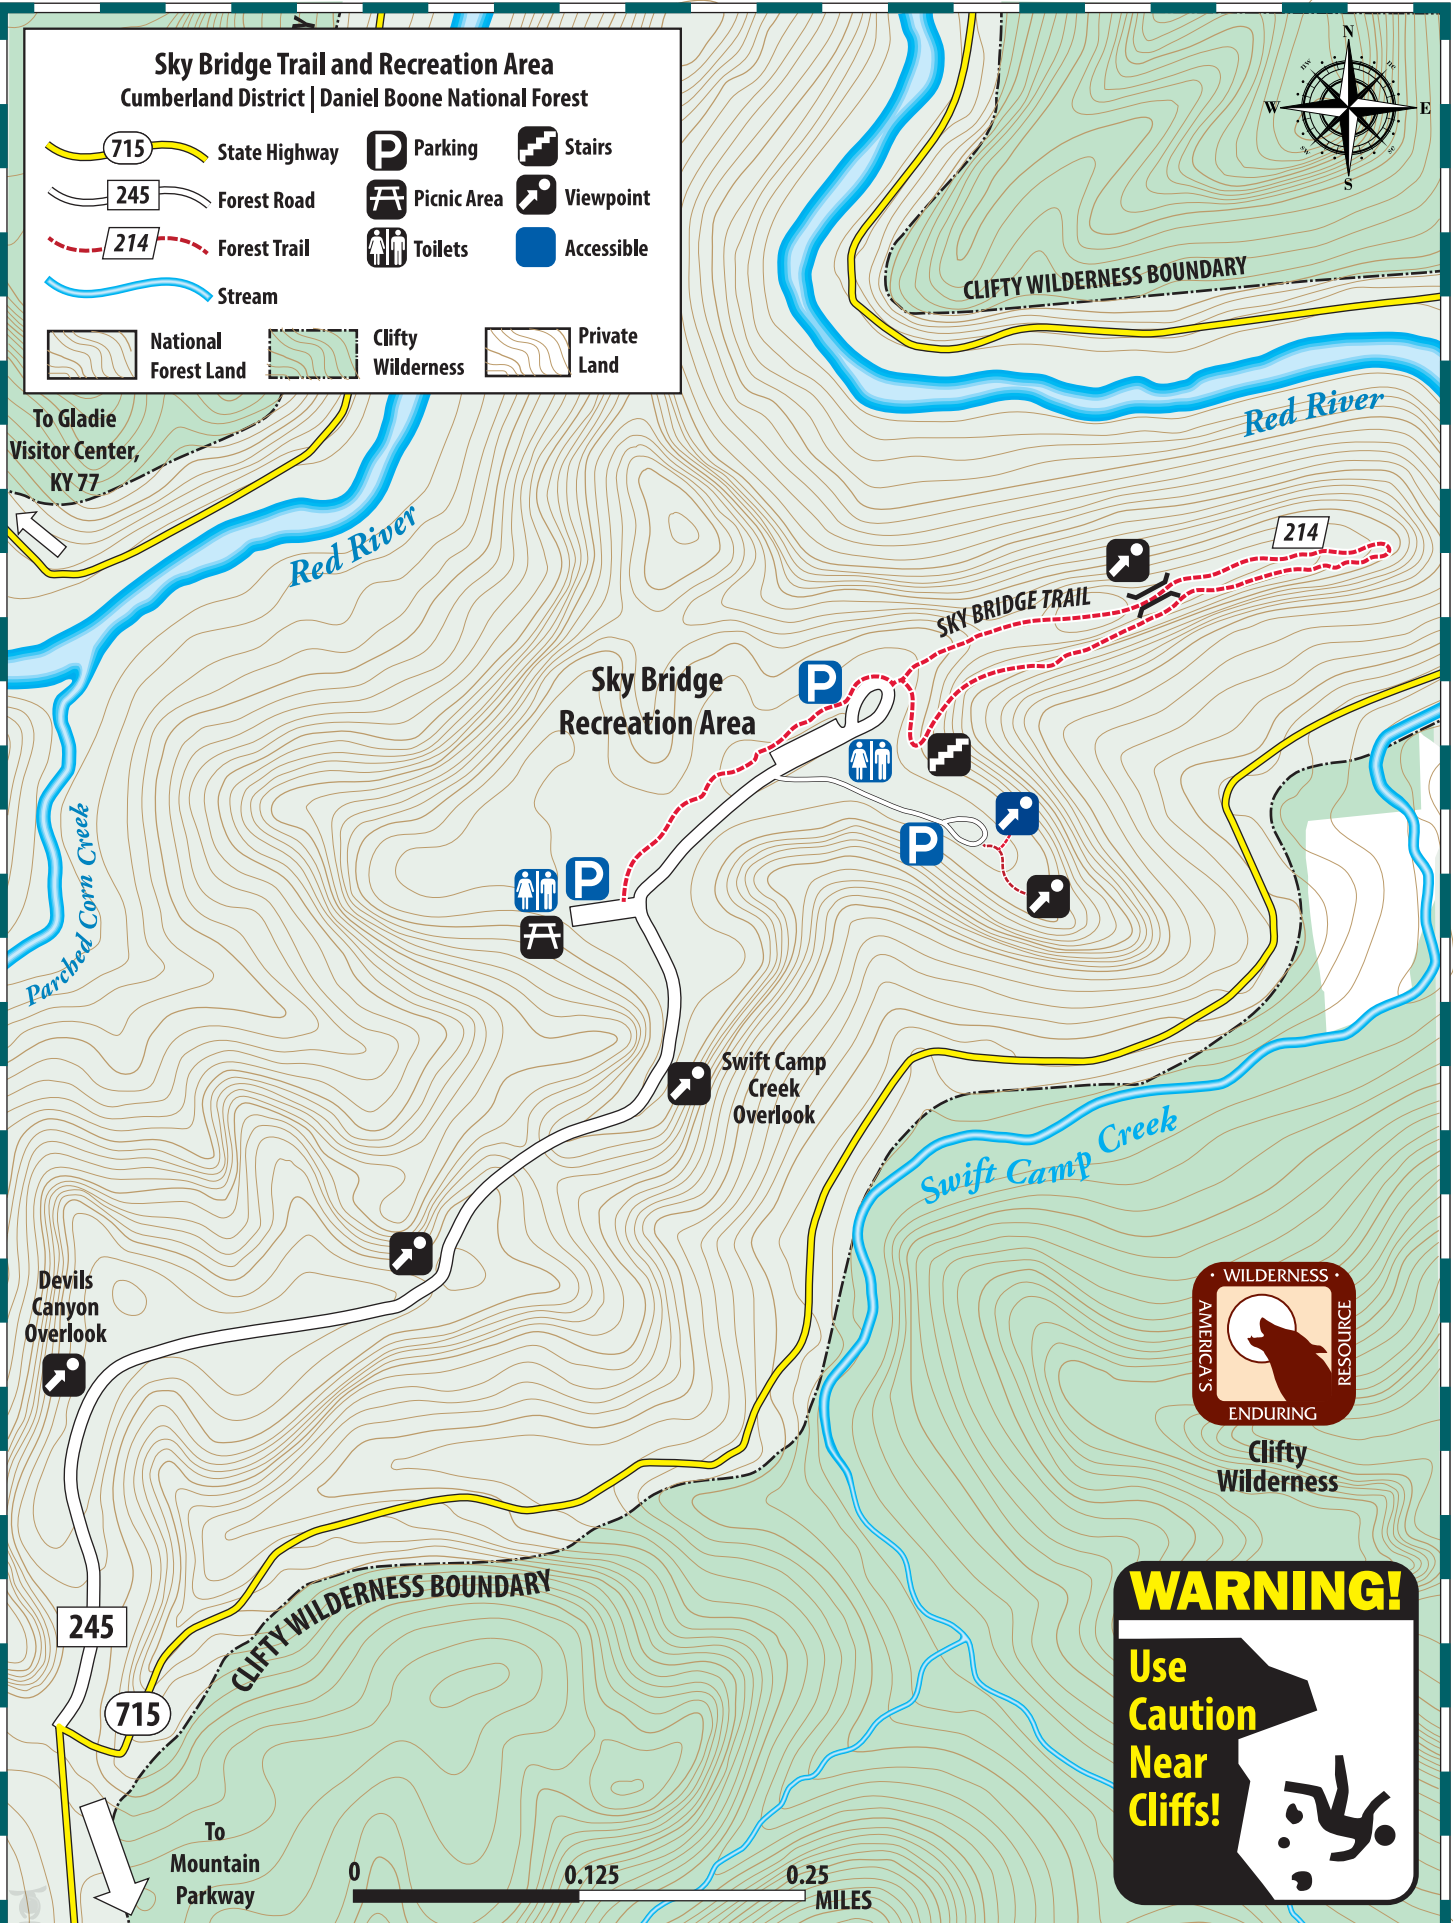 Sky Bridge Trail and Recreation Area
Cumberland District | Daniel Boone National Forest
715 State Highway
245 Forest Road
214 Forest Trail
Stream
P Parking
Picnic Area
Toilets
Stairs
Viewpoint
Accessible
National
Forest Land
Clifty
Wilderness
Private
Land
Y
N
ne
E
se
S
sw
W
nw
CLIFTY WILDERNESS BOUNDARY
Red River
To Gladie
Visitor Center,
KY 77
Red River
214
SKY BRIDGE TRAIL
Sky Bridge
Recreation Area
P
P
P
Parched Corn Creek
Swift Camp
Creek
Overlook
Swift Camp Creek
Devils
Canyon
Overlook
· WILDERNESS ·
AMERICA'S
RESOURCE
ENDURING
Clifty
Wilderness
CLIFTY WILDERNESS BOUNDARY
245
715
To
Mountain
Parkway
0 0.125 0.25
MILES
WARNING!
Use
Caution
Near
Cliffs!